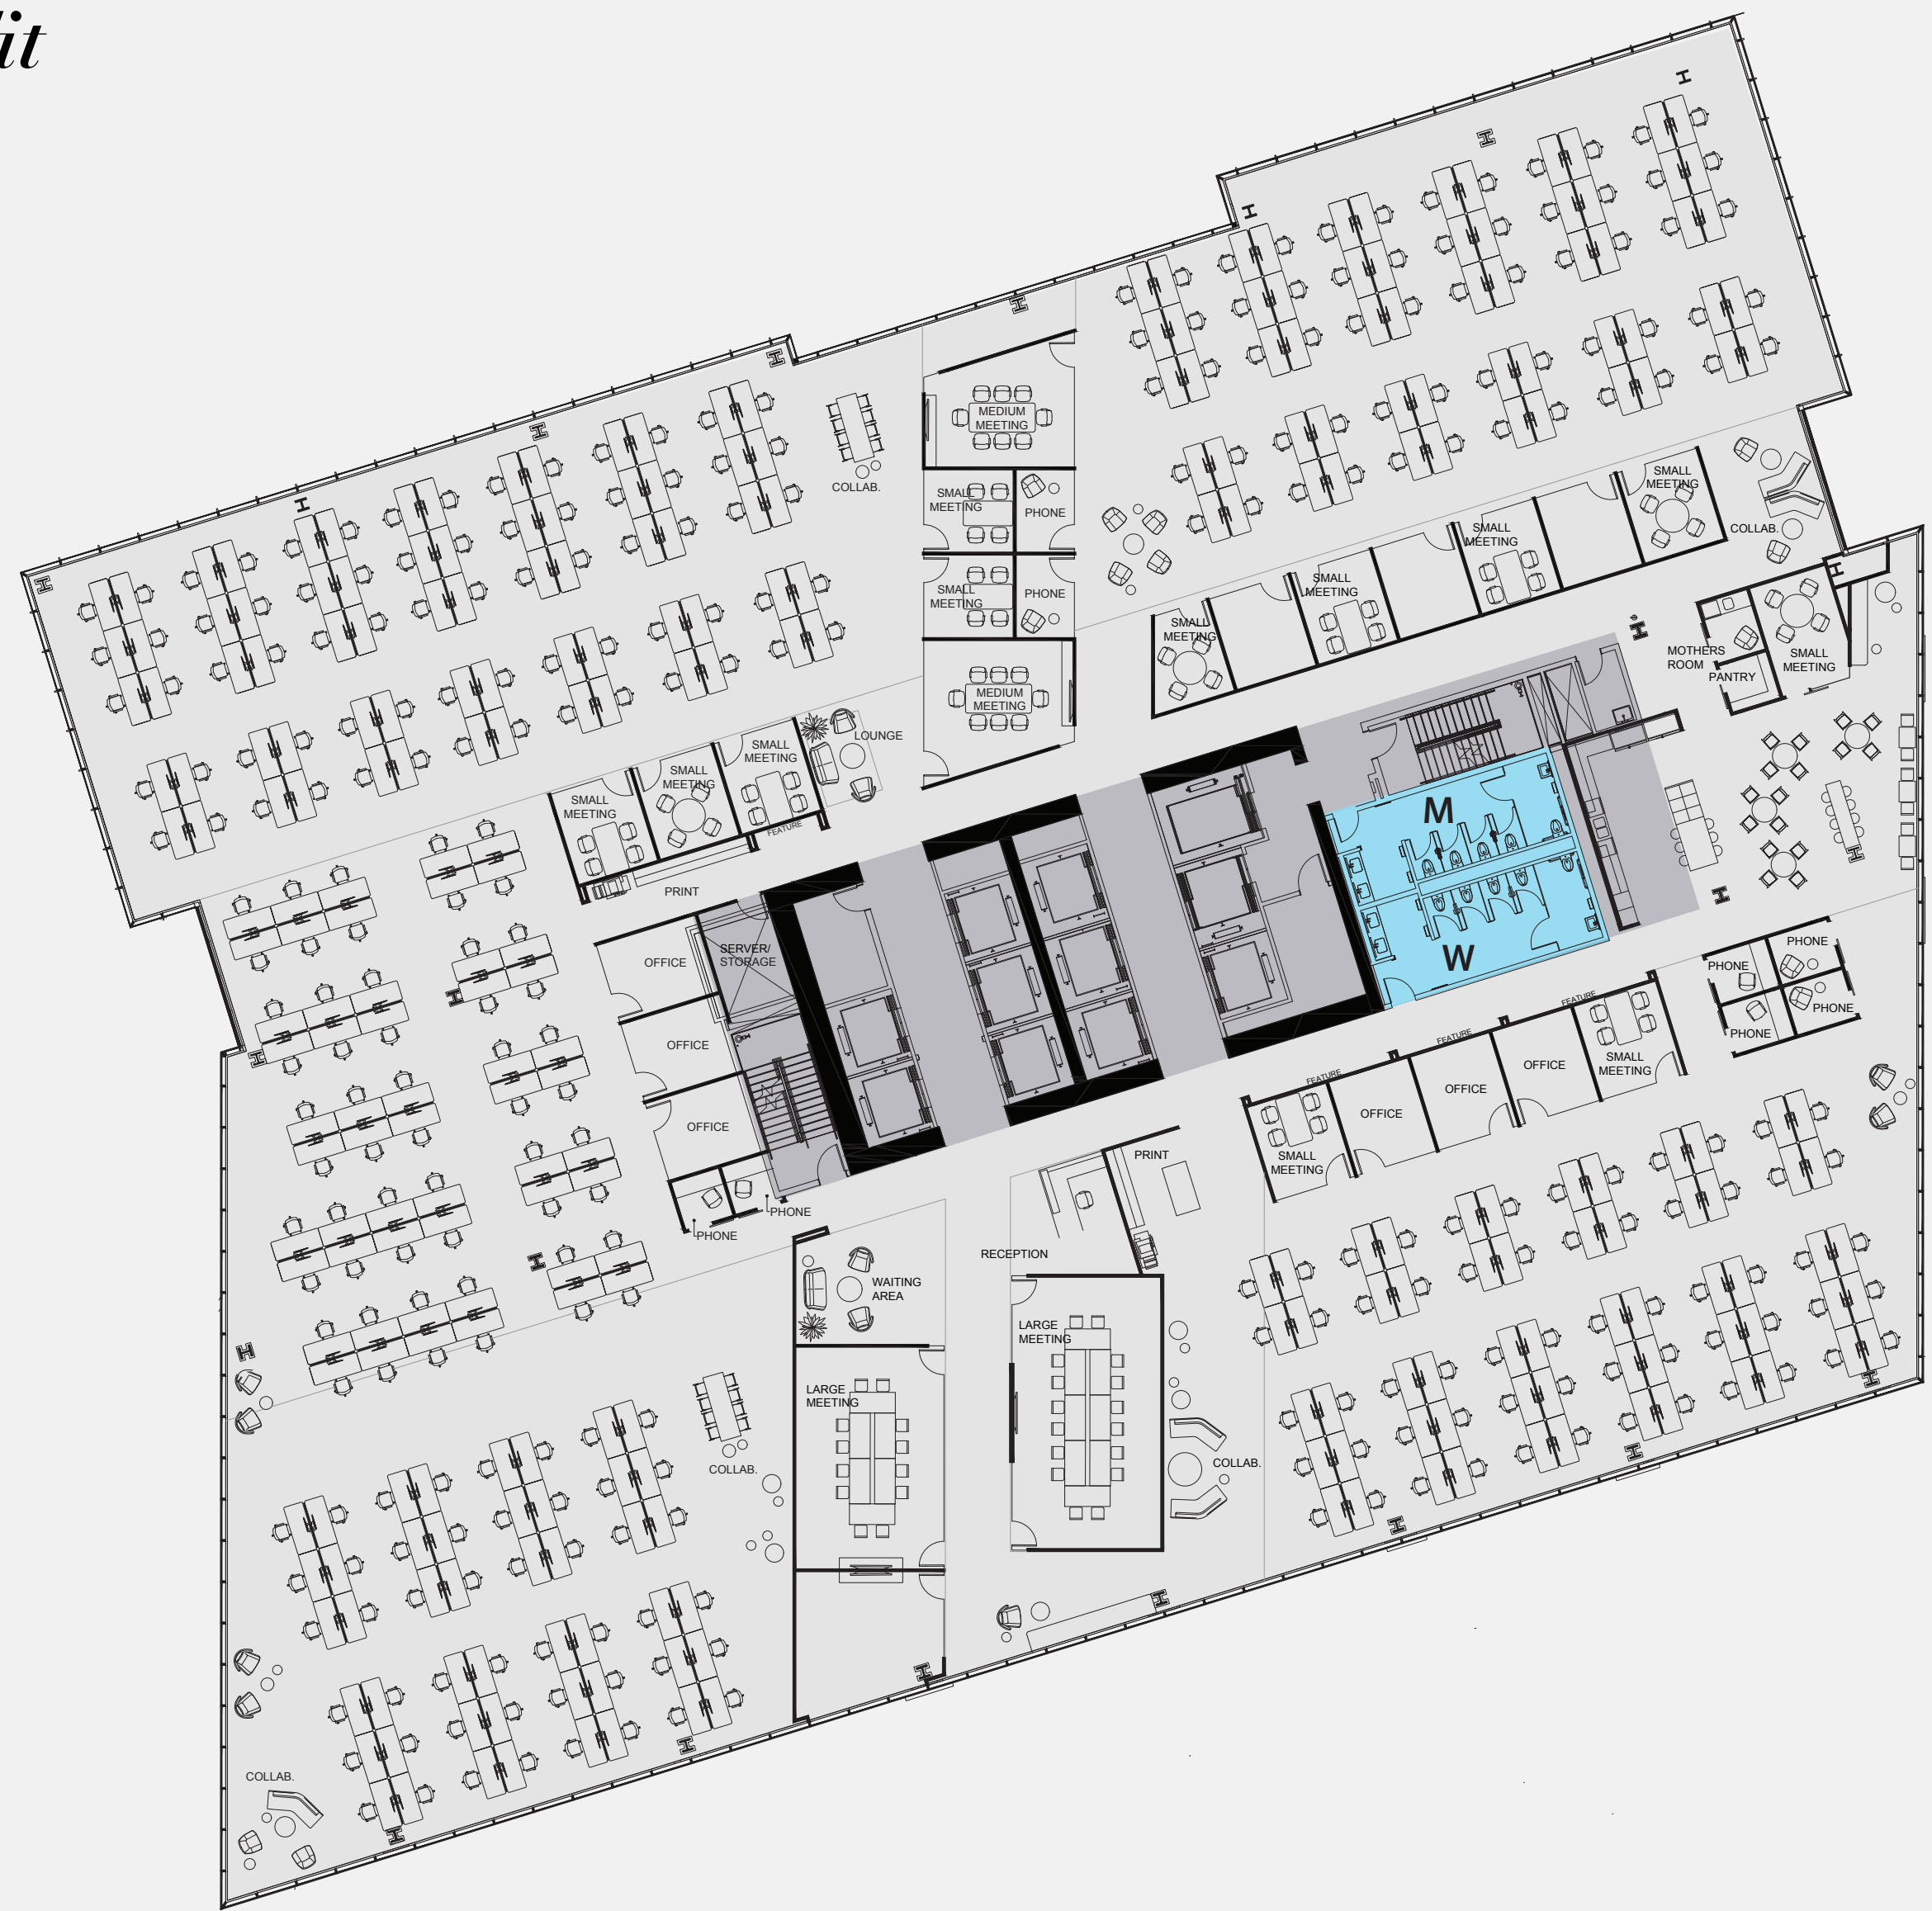 it
COLLAB.
MEDIUM
MEETING
SMALL
MEETING
PHONE
SMALL
MEETING
PHONE
MEDIUM
MEETING
SMALL
MEETING
COLLAB.
SMALL
MEETING
SMALL
MEETING
SMALL
MEETING
MOTHERS
ROOM
PANTRY
SMALL
MEETING
LOUNGE
SMALL
MEETING
SMALL
MEETING
SMALL
MEETING
FEATURE
PRINT
M
W
SERVER/
STORAGE
OFFICE
OFFICE
OFFICE
PHONE
PHONE
PHONE
PHONE
PHONE
PHONE
FEATURE
FEATURE
FEATURE
SMALL
MEETING
OFFICE
OFFICE
OFFICE
SMALL
MEETING
PRINT
RECEPTION
WAITING
AREA
LARGE
MEETING
LARGE
MEETING
COLLAB.
COLLAB.
COLLAB.